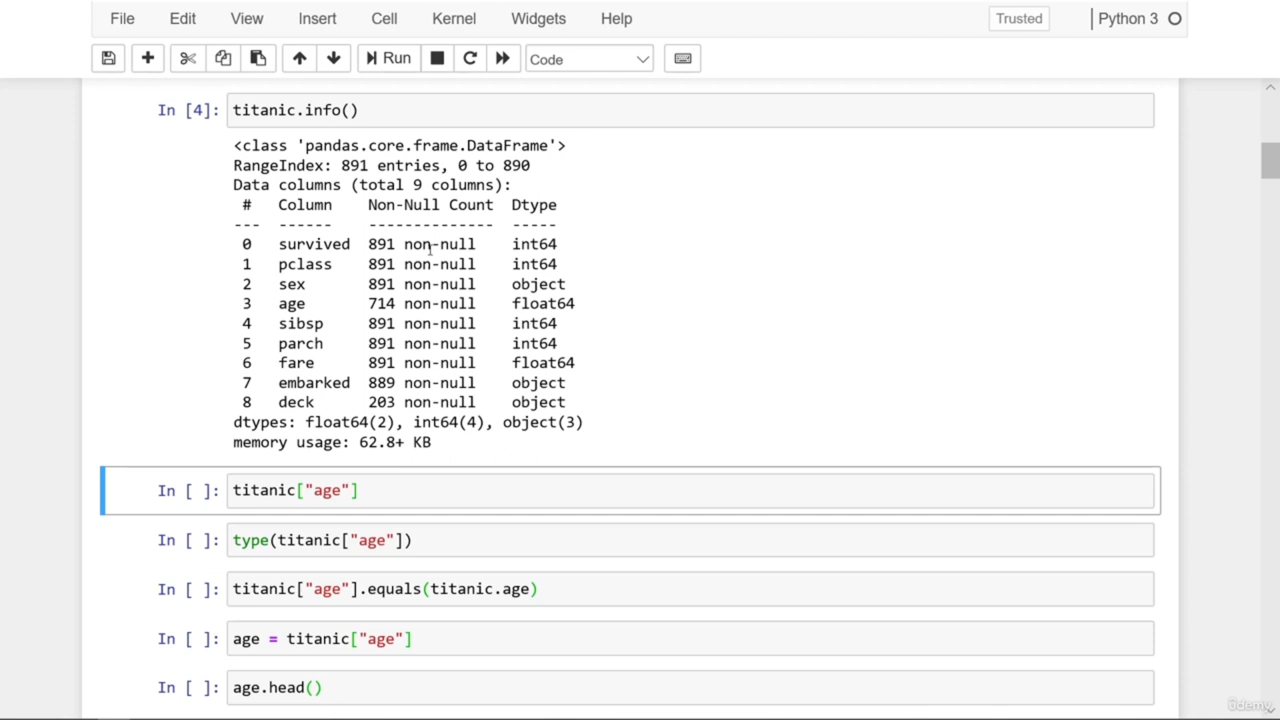 File Edit View Insert Cell Kernel Widgets Help Trusted Python 3
Run Code
In [4]: titanic.info()
<class 'pandas.core.frame.DataFrame'>
RangeIndex: 891 entries, 0 to 890
Data columns (total 9 columns):
# Column Non-Null Count Dtype
--- ------ -------------- -----
0 survived 891 non-null int64
1 pclass 891 non-null int64
2 sex 891 non-null object
3 age 714 non-null float64
4 sibsp 891 non-null int64
5 parch 891 non-null int64
6 fare 891 non-null float64
7 embarked 889 non-null object
8 deck 203 non-null object
dtypes: float64(2), int64(4), object(3)
memory usage: 62.8+ KB
In [ ]: titanic["age"]
In [ ]: type(titanic["age"])
In [ ]: titanic["age"].equals(titanic.age)
In [ ]: age = titanic["age"]
In [ ]: age.head()
ûdemy